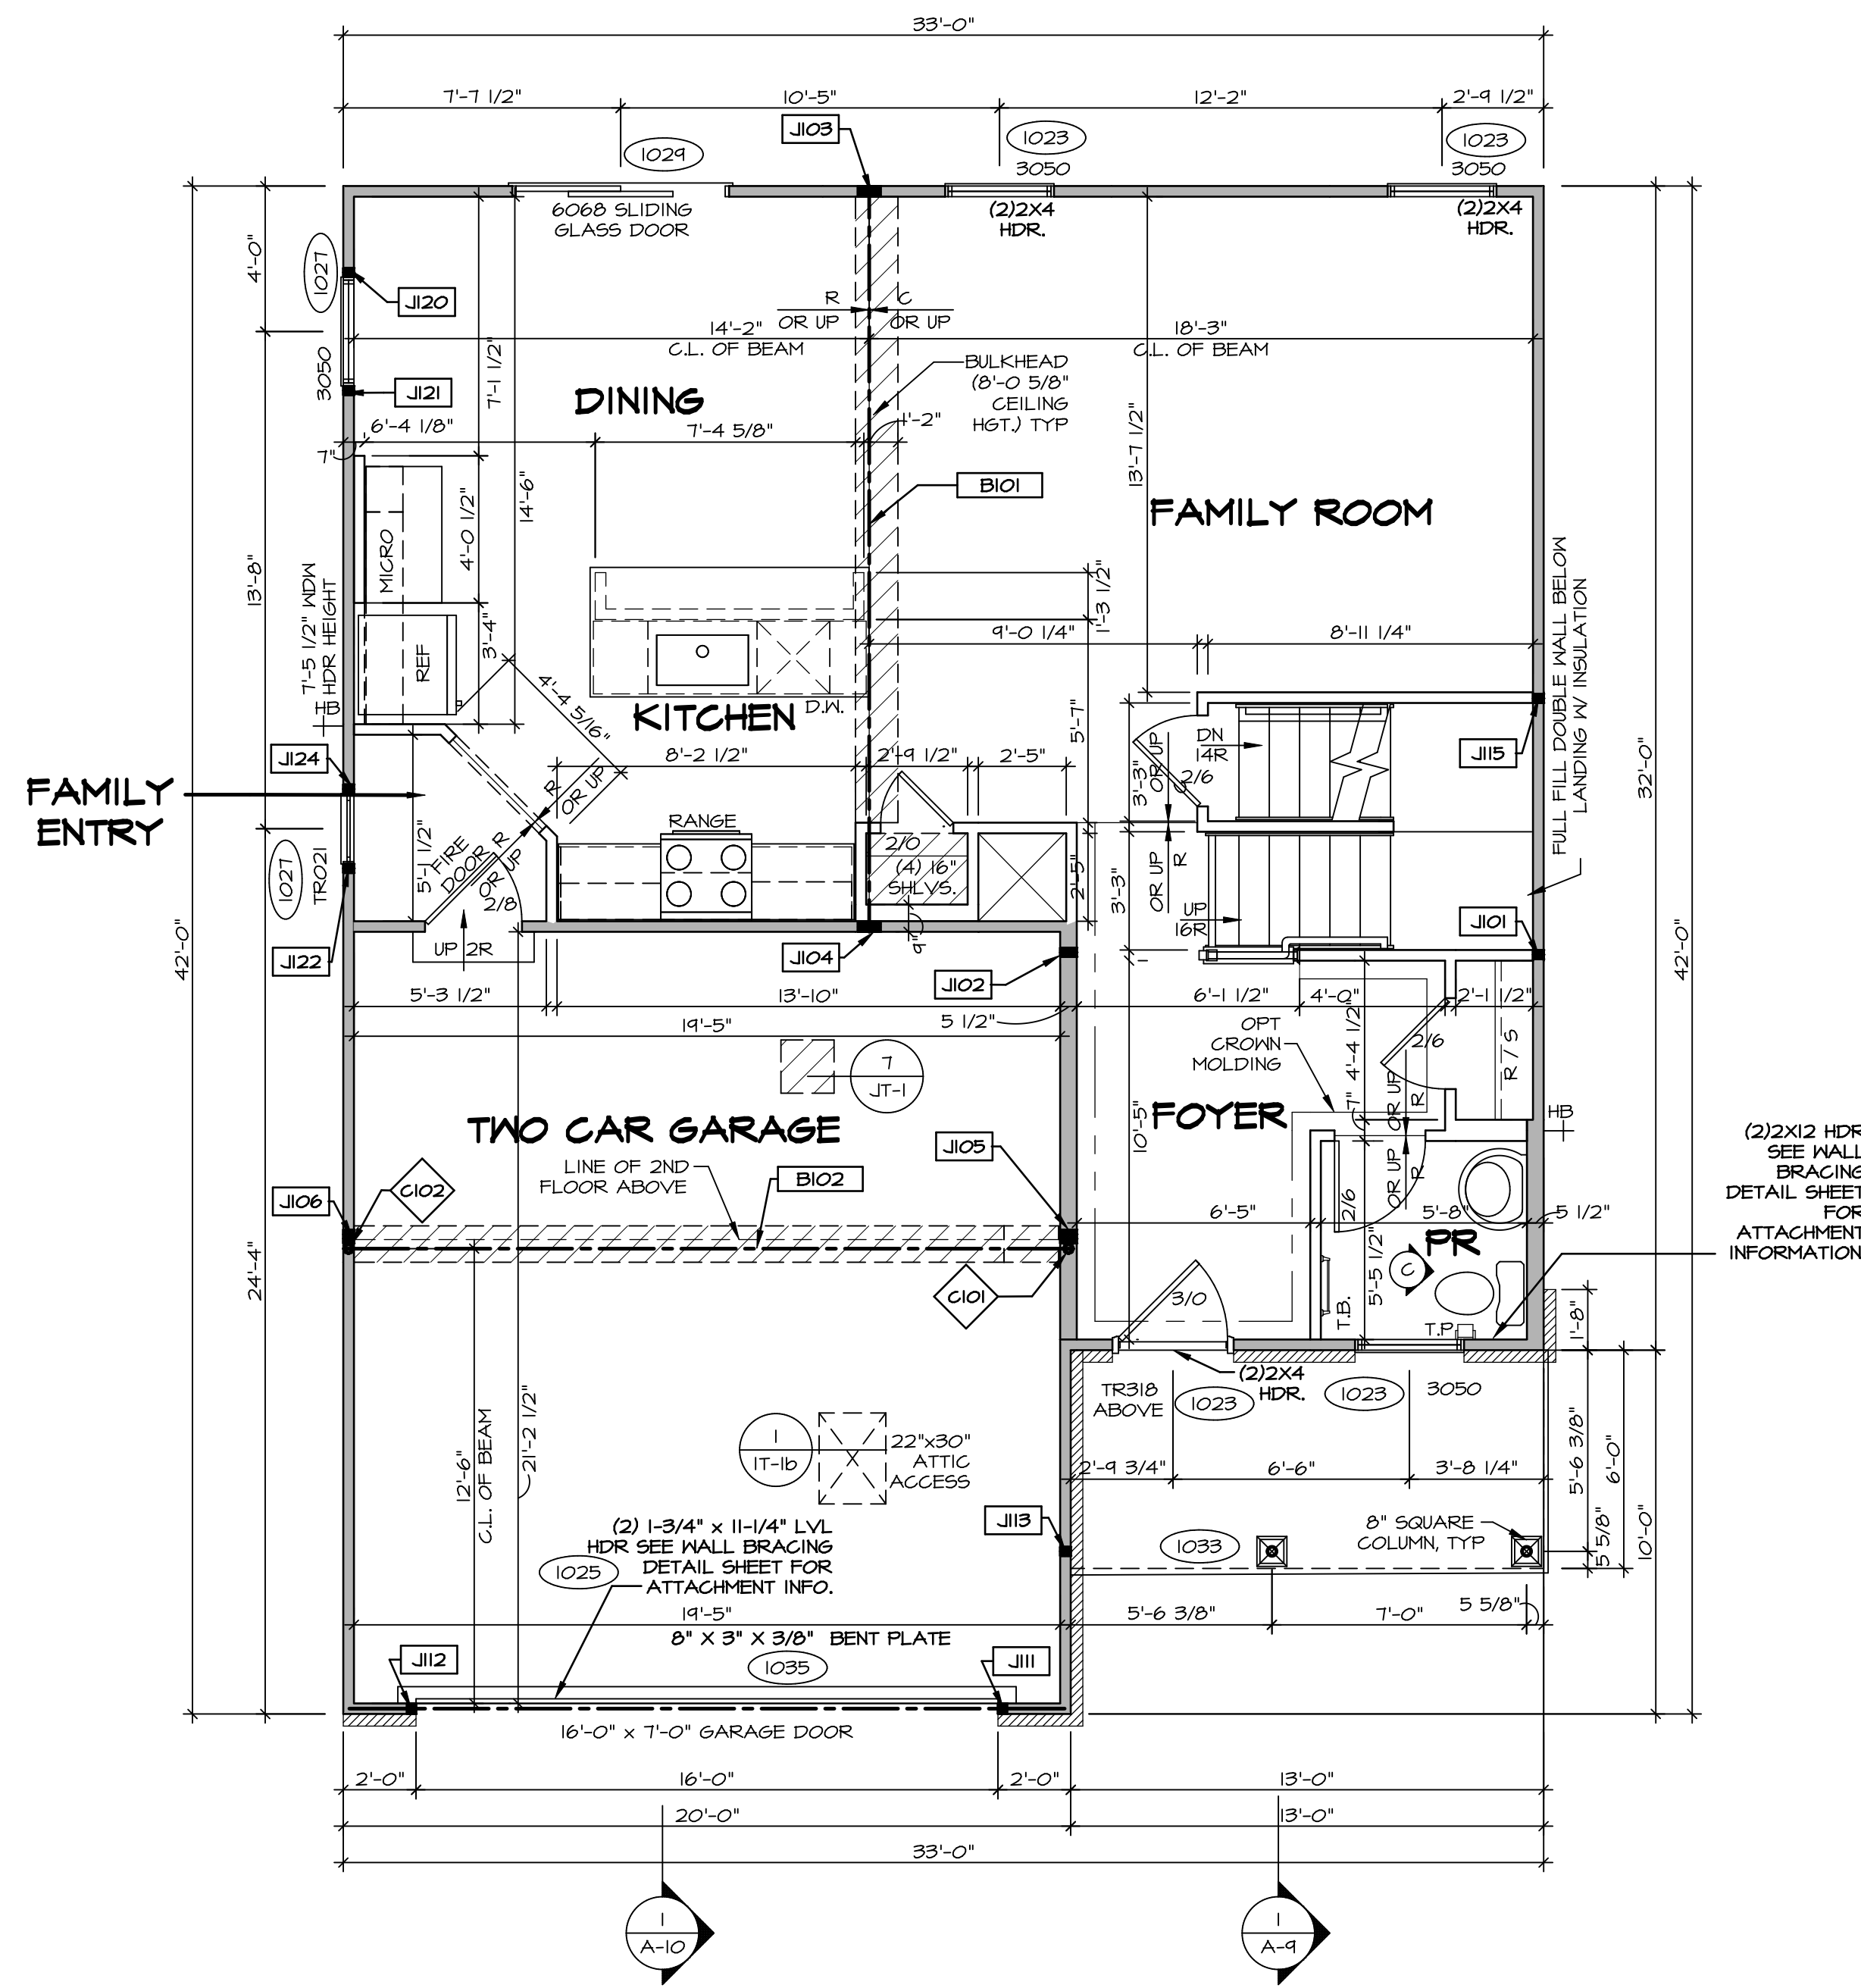 33'-0"
7'-7 1/2"
10'-5"
12'-2"
2'-9 1/2"
J103
1029
1023
1023
3050
3050
6068 SLIDING
GLASS DOOR
(2)2X4
HDR.
(2)2X4
HDR.
4'-0"
1027
J120
R
OR UP
C
OR UP
14'-2"
C.L. OF BEAM
18'-3"
C.L. OF BEAM
3050
J121
7'-1 1/2"
DINING
BULKHEAD
(8'-0 5/8"
CEILING
HGT.) TYP
6'-4 1/8"
7'-4 5/8"
1'-2"
7"
13'-7 1/2"
B101
FAMILY ROOM
14'-6"
4'-0 1/2"
MICRO
13'-8"
7'-5 1/2" WDW
HDR HEIGHT
REF
3'-4"
1'-3 1/2"
9'-0 1/4"
8'-11 1/4"
FULL FILL DOUBLE WALL BELOW
LANDING W/ INSULATION
HB
4'-4 5/16"
KITCHEN
D.W.
5'-7"
DN
14R
J115
32'-0"
J124
8'-2 1/2"
2'-9 1/2"
2'-5"
3'-3"
OR UP
2/6
R
OR UP
FAMILY
ENTRY
RANGE
2/0
(4) 16"
SHLVS.
2'-5"
1027
TR021
5'-1 1/2"
FIRE
DOOR
R
OR UP
2/8
3'-3"
OR UP
R
UP
16R
J101
42'-0"
42'-0"
J122
UP 2R
J104
9"
J102
5'-3 1/2"
13'-10"
5 1/2"
6'-1 1/2"
4'-0"
2'-1 1/2"
19'-5"
OPT
CROWN
MOLDING
4'-4 1/2"
2/6
R / S
7
JT-1
TWO CAR GARAGE
J105
FOYER
10'-5"
7"
OR UP
R
HB
LINE OF 2ND
FLOOR ABOVE
B102
C102
J106
(2)2X12 HDR
SEE WALL
BRACING
DETAIL SHEET
FOR
ATTACHMENT
INFORMATION
OR UP
R
2/6
6'-5"
5'-8"
5 1/2"
PR
C
C101
5'-5 1/2"
3/0
T.B.
T.P
24'-4"
1'-8"
(2)2X4
HDR.
TR318
ABOVE
1023
1023
3050
12'-6"
C.L. OF BEAM
21'-2 1/2"
1
1T-1b
22"x30"
ATTIC
ACCESS
2'-9 3/4"
6'-6"
3'-8 1/4"
5'-6 3/8"
6'-0"
J113
(2) 1-3/4" x 11-1/4" LVL
HDR SEE WALL BRACING
DETAIL SHEET FOR
ATTACHMENT INFO.
1025
1033
8" SQUARE
COLUMN, TYP
5 5/8"
10'-0"
19'-5"
5'-6 3/8"
7'-0"
5 5/8"
8" X 3" X 3/8" BENT PLATE
1035
J112
J111
16'-0" x 7'-0" GARAGE DOOR
2'-0"
16'-0"
2'-0"
13'-0"
20'-0"
13'-0"
33'-0"
1
A-10
1
A-9